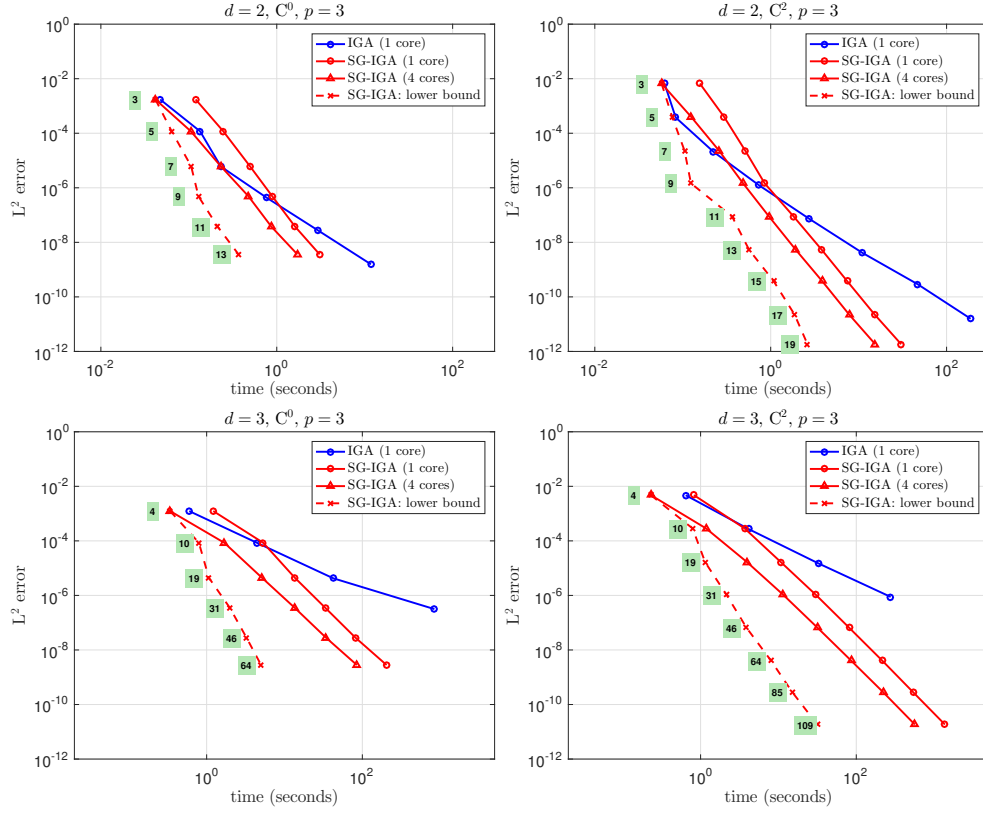 d = 2, C⁰, p = 3
10⁰
10⁻²
10⁻⁴
10⁻⁶
10⁻⁸
10⁻¹⁰
10⁻¹²
L² error
IGA (1 core)
SG-IGA (1 core)
SG-IGA (4 cores)
SG-IGA: lower bound
3
5
7
9
11
13
10⁻²
10⁰
10²
time (seconds)
d = 2, C², p = 3
10⁰
10⁻²
10⁻⁴
10⁻⁶
10⁻⁸
10⁻¹⁰
10⁻¹²
L² error
IGA (1 core)
SG-IGA (1 core)
SG-IGA (4 cores)
SG-IGA: lower bound
3
5
7
9
11
13
15
17
19
10⁻²
10⁰
10²
time (seconds)
d = 3, C⁰, p = 3
10⁰
10⁻²
10⁻⁴
10⁻⁶
10⁻⁸
10⁻¹⁰
10⁻¹²
L² error
IGA (1 core)
SG-IGA (1 core)
SG-IGA (4 cores)
SG-IGA: lower bound
4
10
19
31
46
64
10⁰
10²
time (seconds)
d = 3, C², p = 3
10⁰
10⁻²
10⁻⁴
10⁻⁶
10⁻⁸
10⁻¹⁰
10⁻¹²
L² error
IGA (1 core)
SG-IGA (1 core)
SG-IGA (4 cores)
SG-IGA: lower bound
4
10
19
31
46
64
85
109
10⁰
10²
time (seconds)